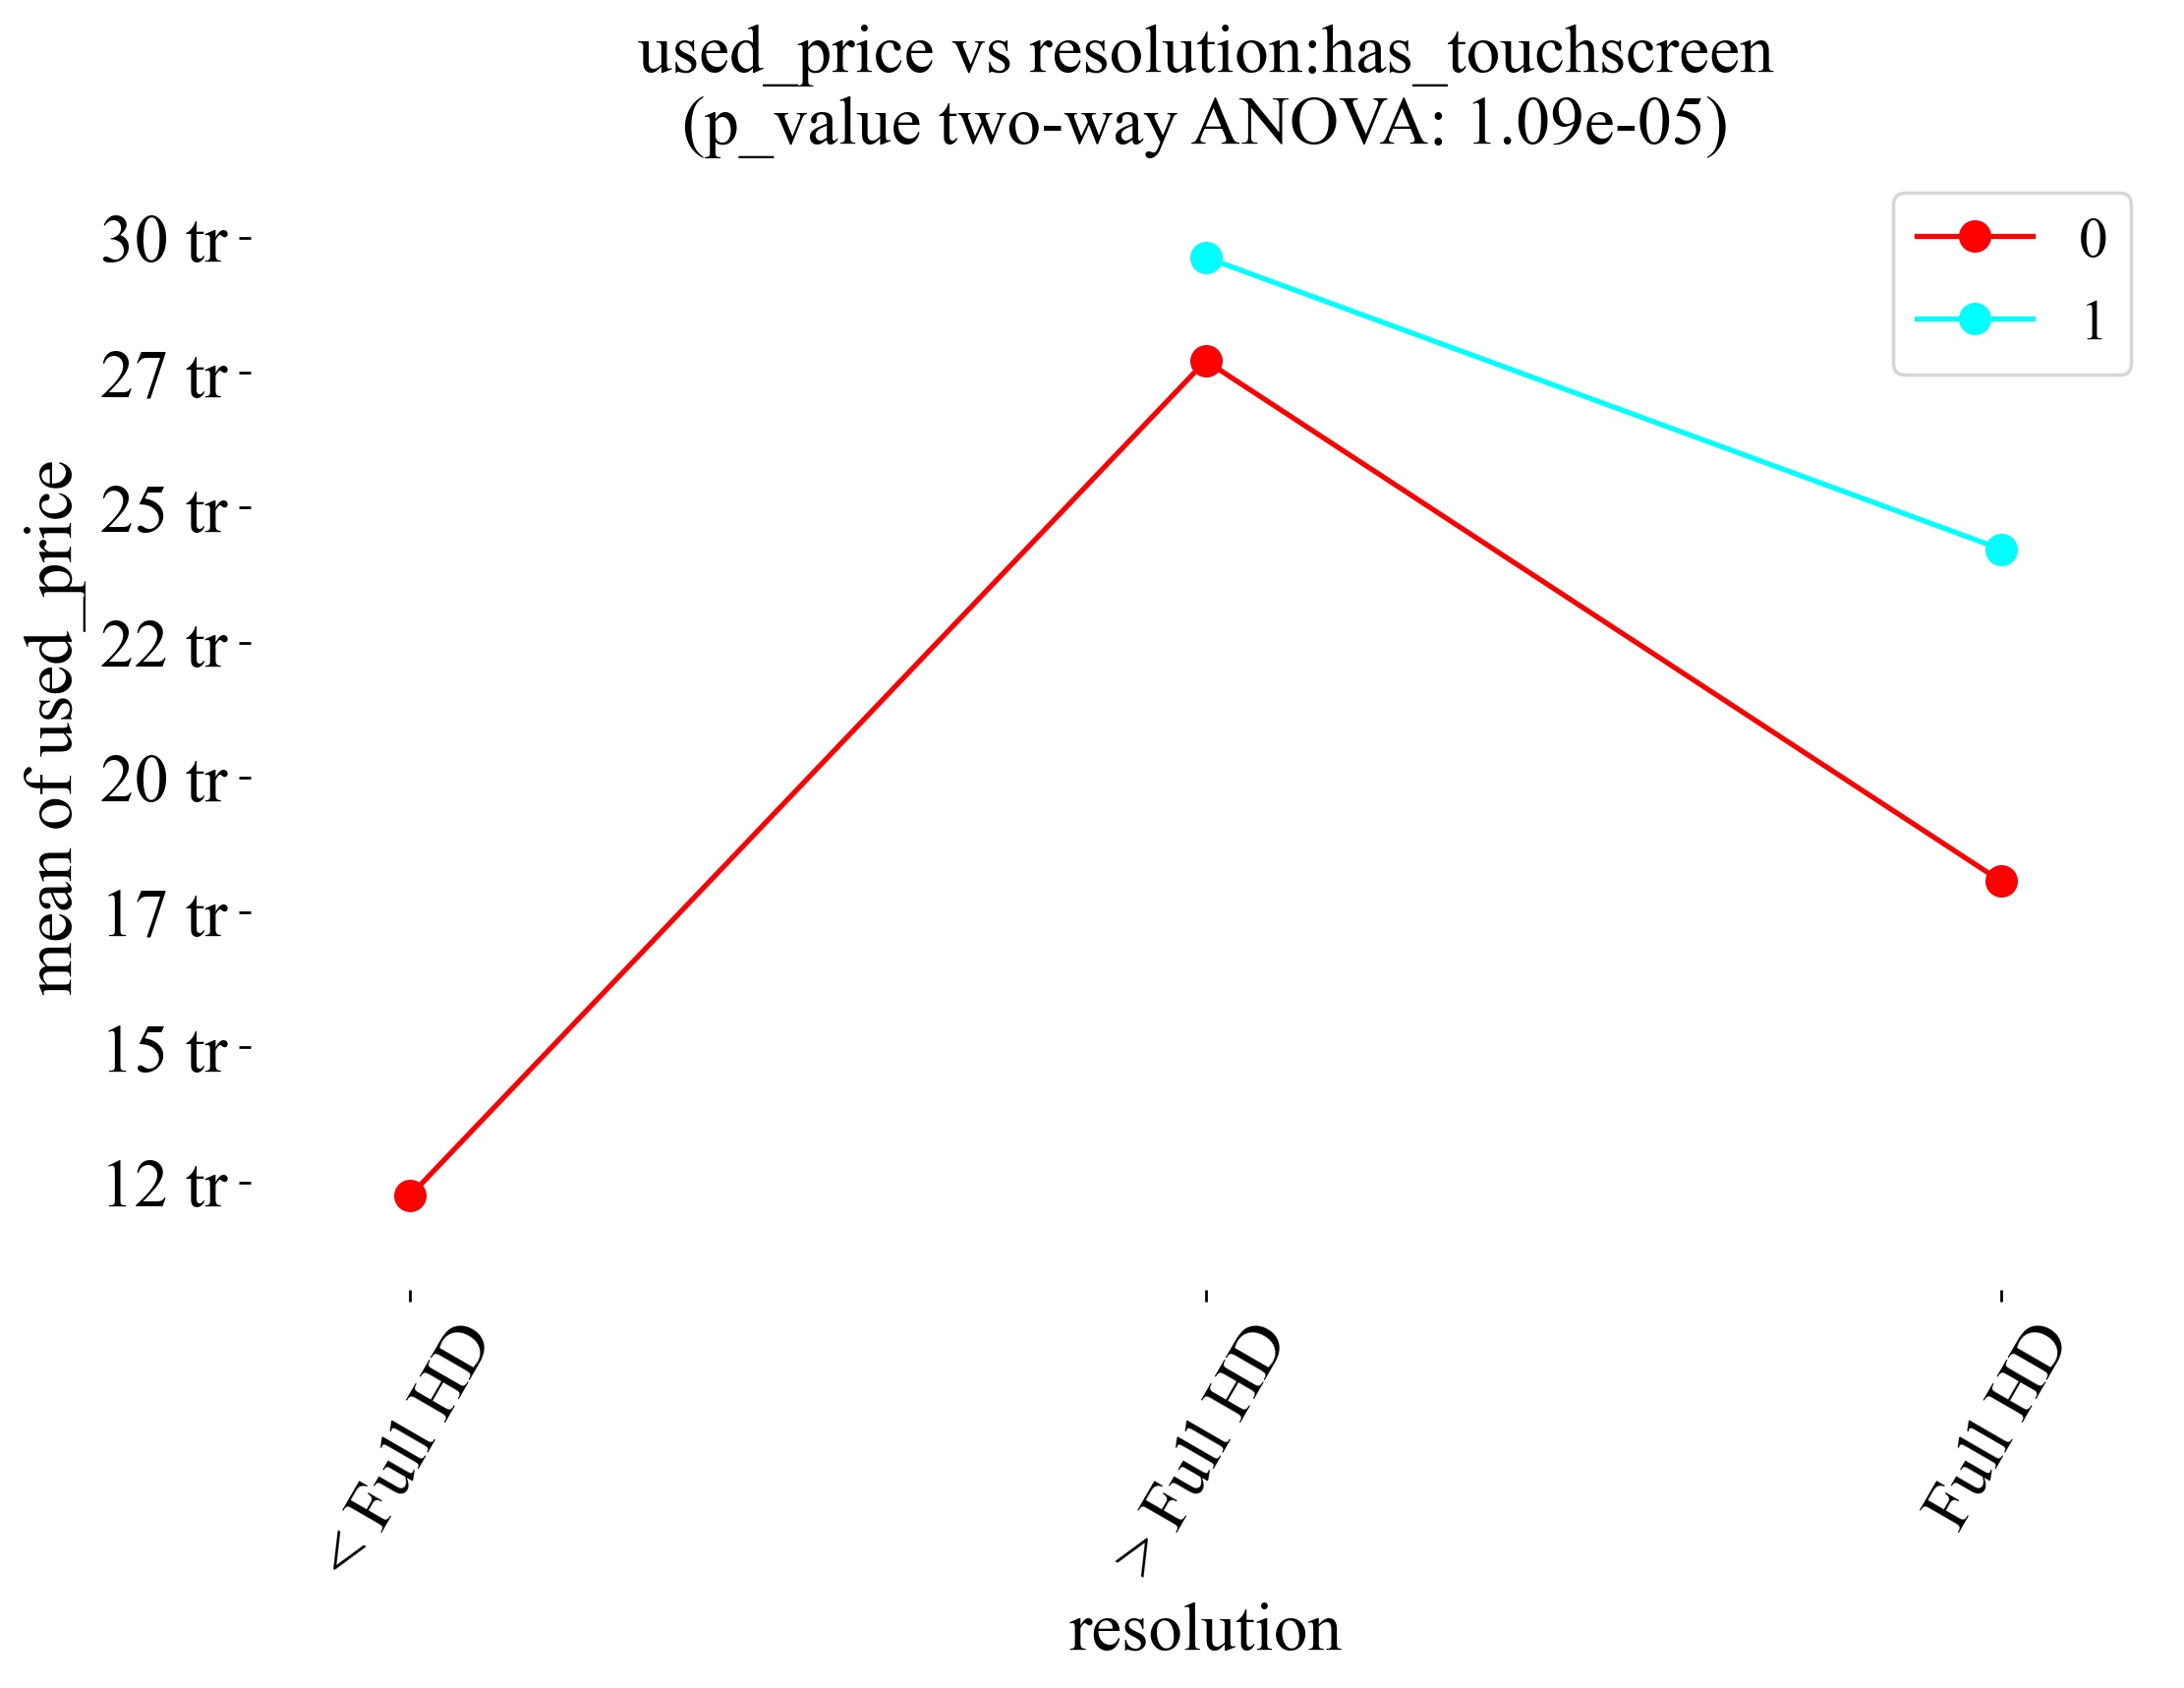 used_price vs resolution:has_touchscreen
(p_value two-way ANOVA: 1.09e-05)
0
1
30 tr
27 tr
25 tr
22 tr
20 tr
17 tr
15 tr
12 tr
mean of used_price
< Full HD
> Full HD
Full HD
resolution